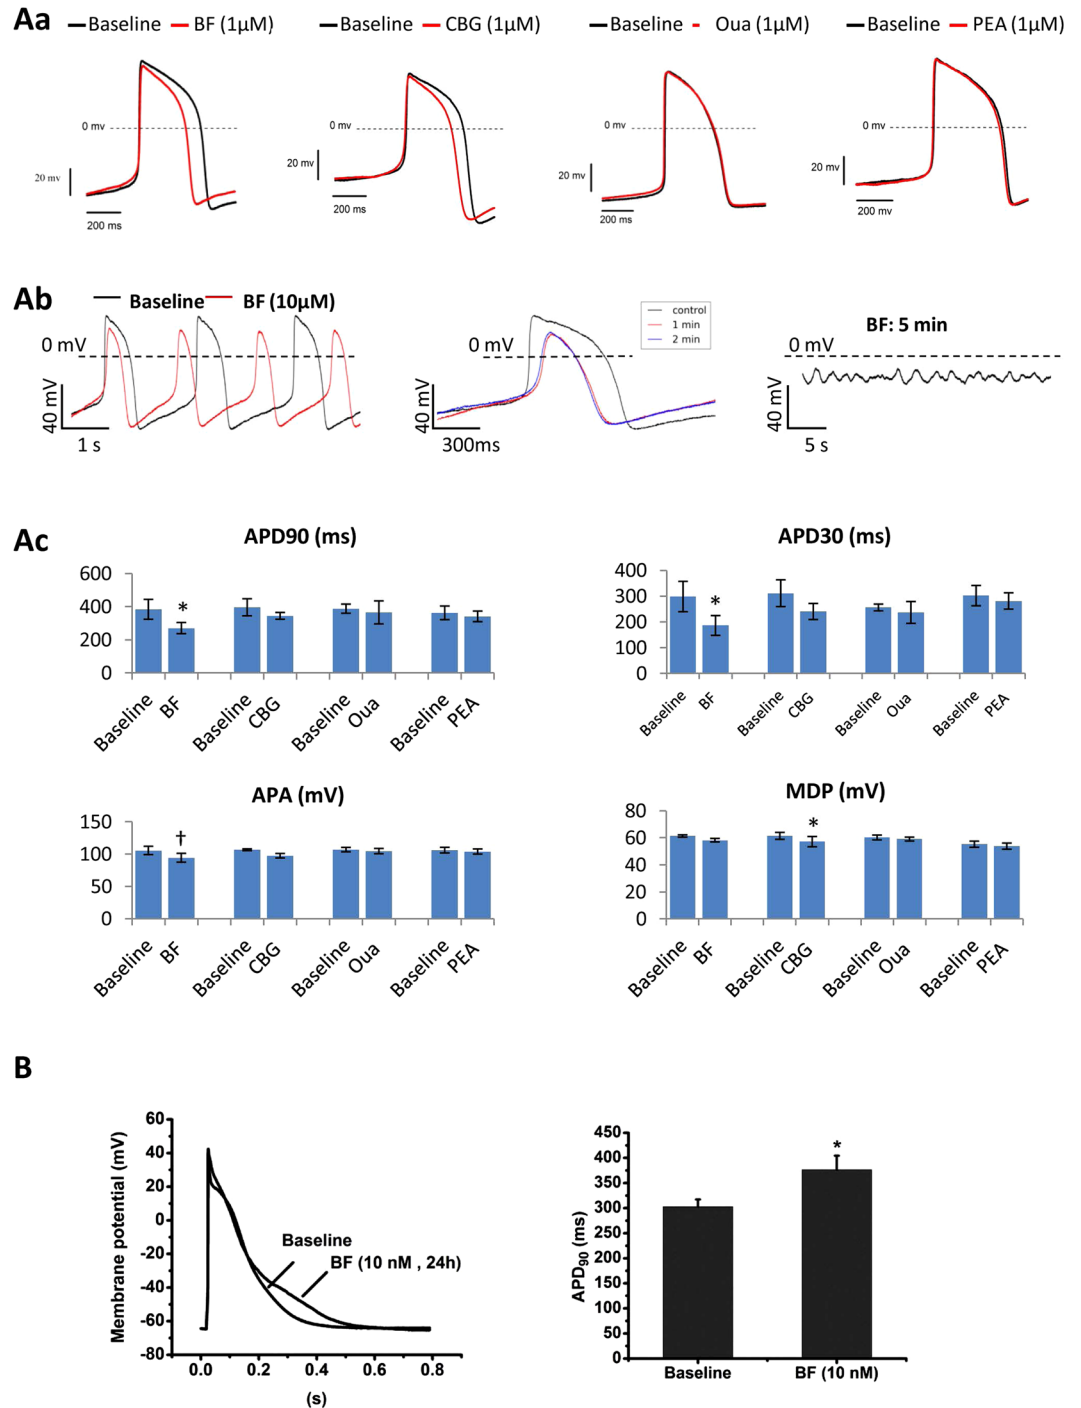 Aa
Baseline BF (1µM)
Baseline CBG (1µM)
Baseline Oua (1µM)
Baseline PEA (1µM)
0 mv
20 mv
200 ms
0 mv
20 mv
200 ms
0 mv
20 mv
200 ms
0 mv
20 mv
200 mv
Ab
Baseline BF (10µM)
0 mV
40 mV
1 s
control
1 min
2 min
0 mV
40 mV
300ms
BF: 5 min
0 mV
40 mV
5 s
Ac
APD90 (ms)
600
400
200
0
*
Baseline BF Baseline CBG Baseline Oua Baseline PEA
APD30 (ms)
400
300
200
100
0
*
Baseline BF Baseline CBG Baseline Oua Baseline PEA
APA (mV)
150
100
50
0
†
Baseline BF Baseline CBG Baseline Oua Baseline PEA
MDP (mV)
80
60
40
20
0
*
Baseline BF Baseline CBG Baseline Oua Baseline PEA
B
Membrane potential (mV)
60
40
20
0
-20
-40
-60
-80
0.0 0.2 0.4 0.6 0.8
(s)
Baseline
BF (10 nM , 24h)
APD90 (ms)
450
400
350
300
250
200
150
100
50
0
*
Baseline BF (10 nM)